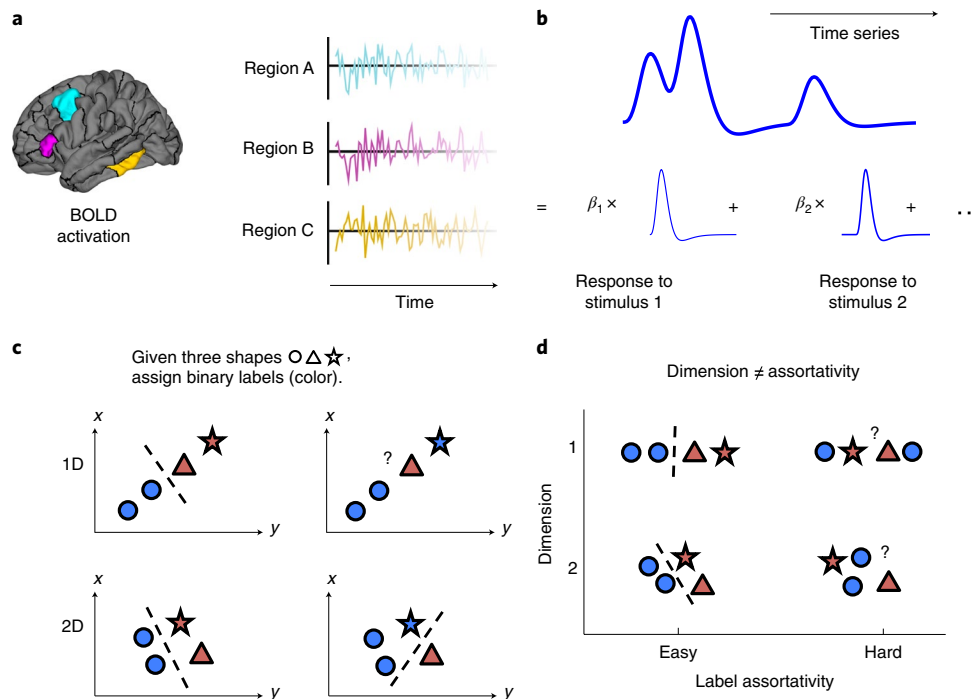 a
Region A
Region B
Region C
BOLD
activation
Time
b
Time series
= β1 × + β2 × + ..
Response to
stimulus 1
Response to
stimulus 2
c
Given three shapes ,
assign binary labels (color).
x
1D
y
x
?
y
x
2D
y
x
y
d
Dimension ≠ assortativity
Dimension
1
?
2
?
Easy
Hard
Label assortativity